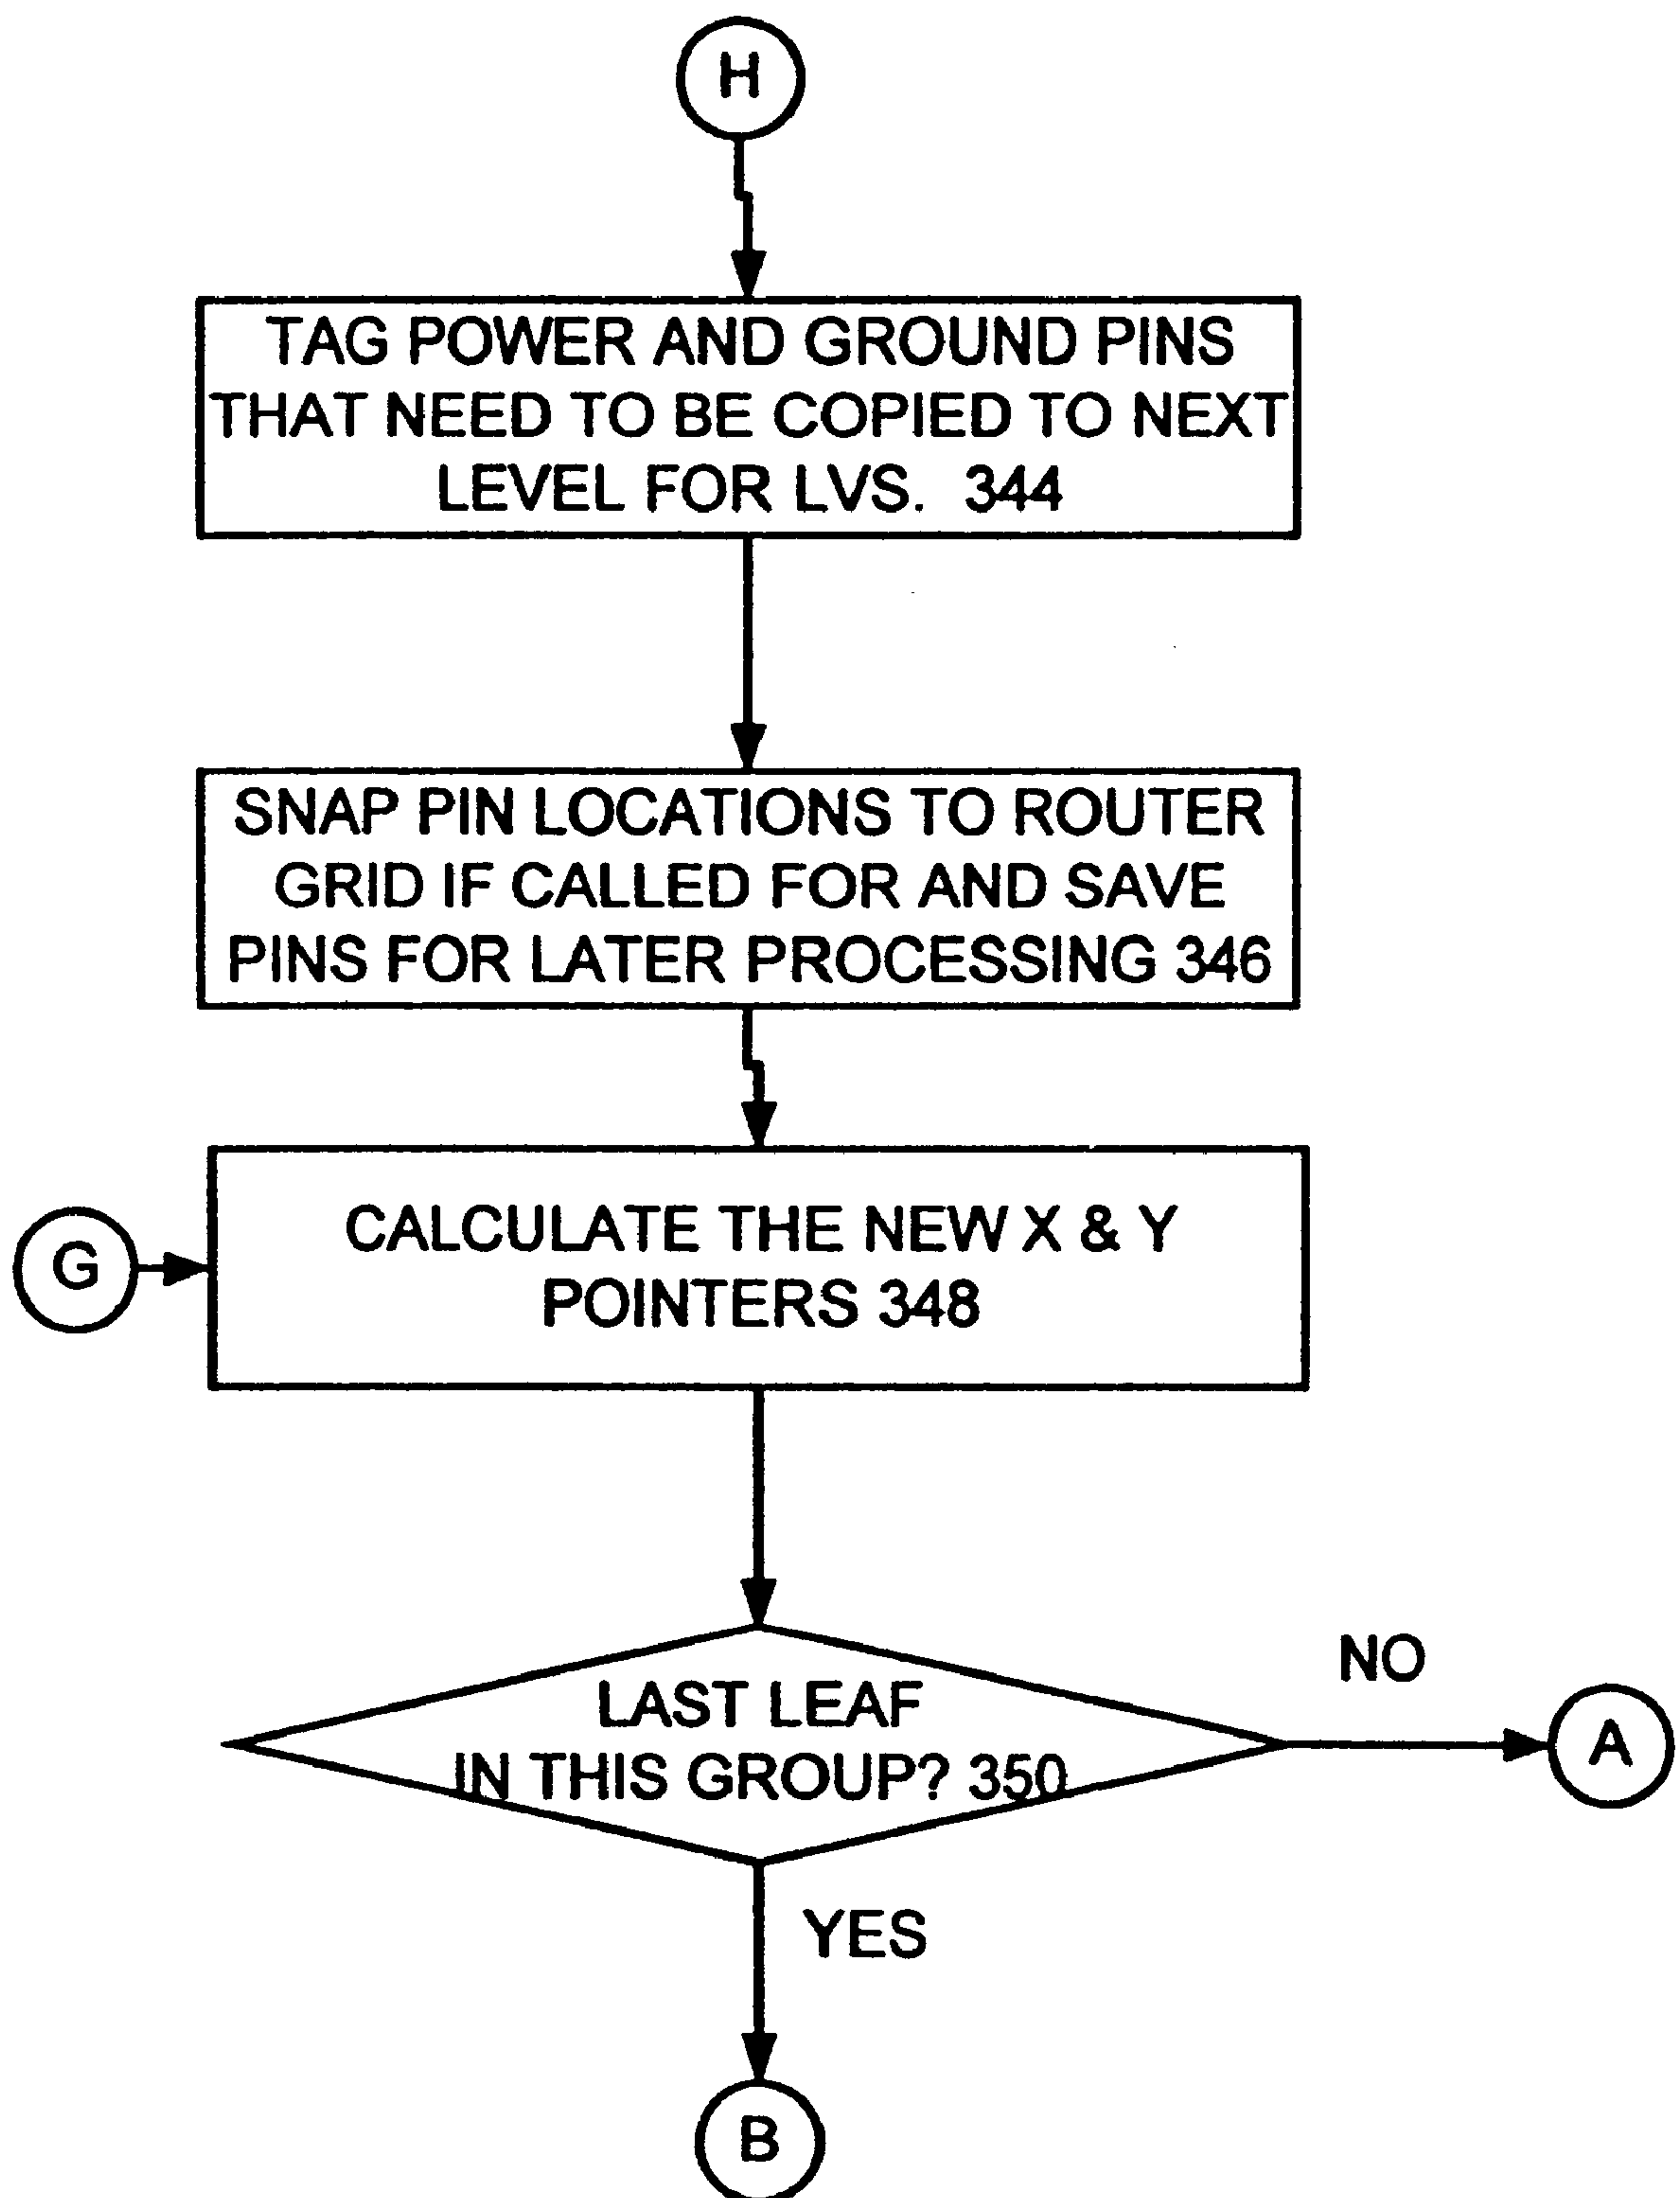 H
TAG POWER AND GROUND PINS
THAT NEED TO BE COPIED TO NEXT
LEVEL FOR LVS. 344
SNAP PIN LOCATIONS TO ROUTER
GRID IF CALLED FOR AND SAVE
PINS FOR LATER PROCESSING 346
G
CALCULATE THE NEW X & Y
POINTERS 348
LAST LEAF
IN THIS GROUP? 350
NO
A
YES
B